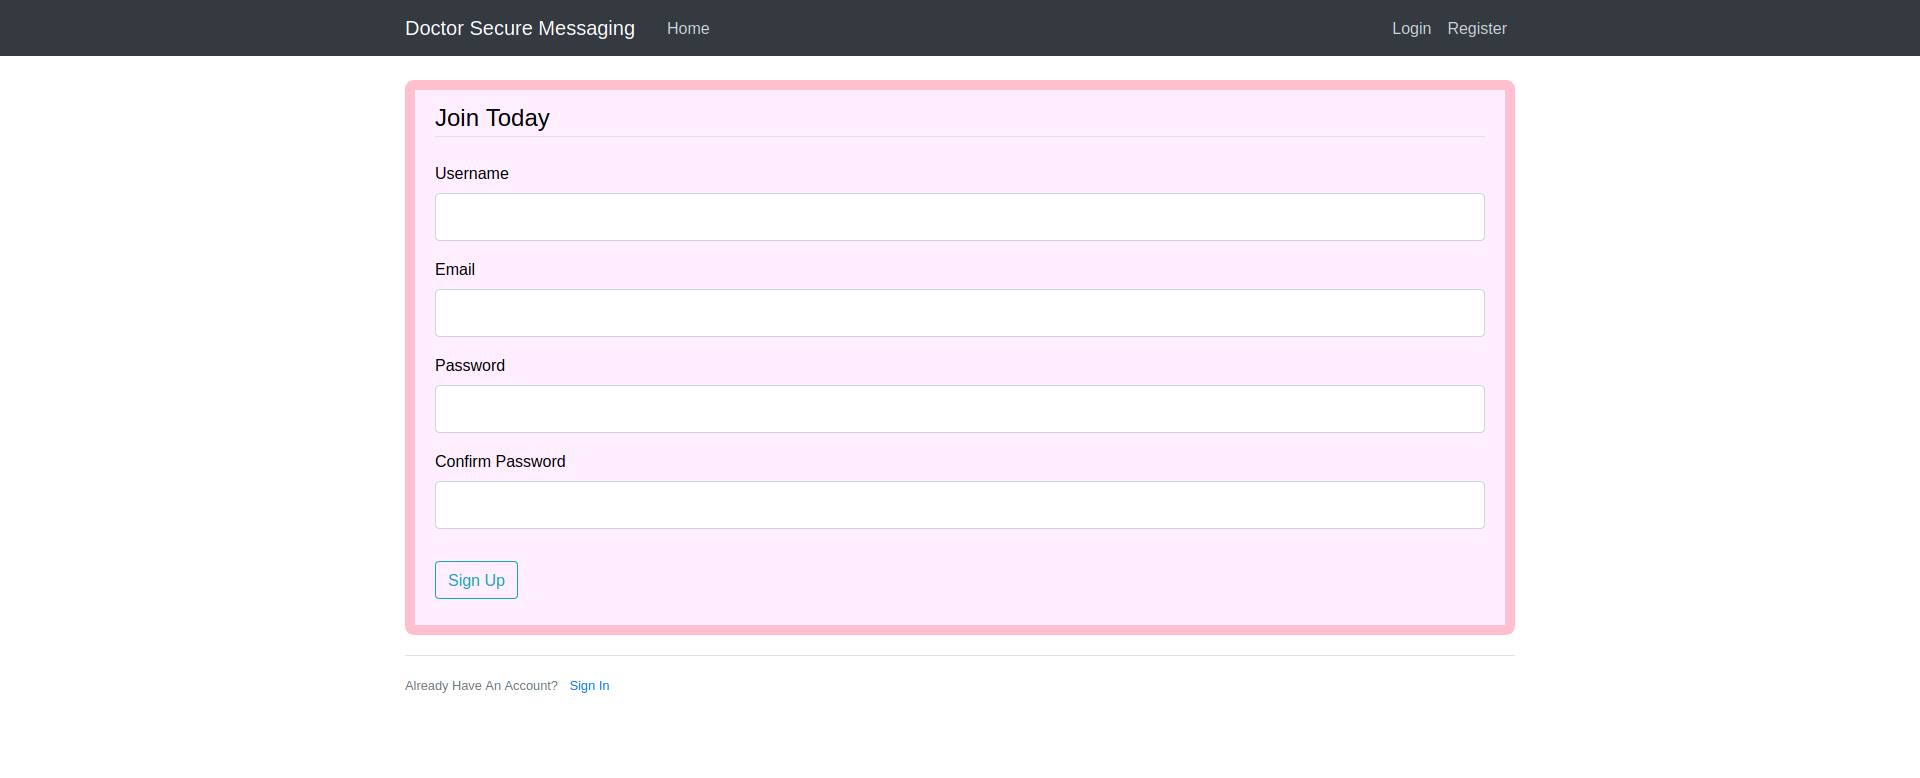 Doctor Secure Messaging Home Login Register
Join Today
Username
Email
Password
Confirm Password
Sign Up
Already Have An Account? Sign In